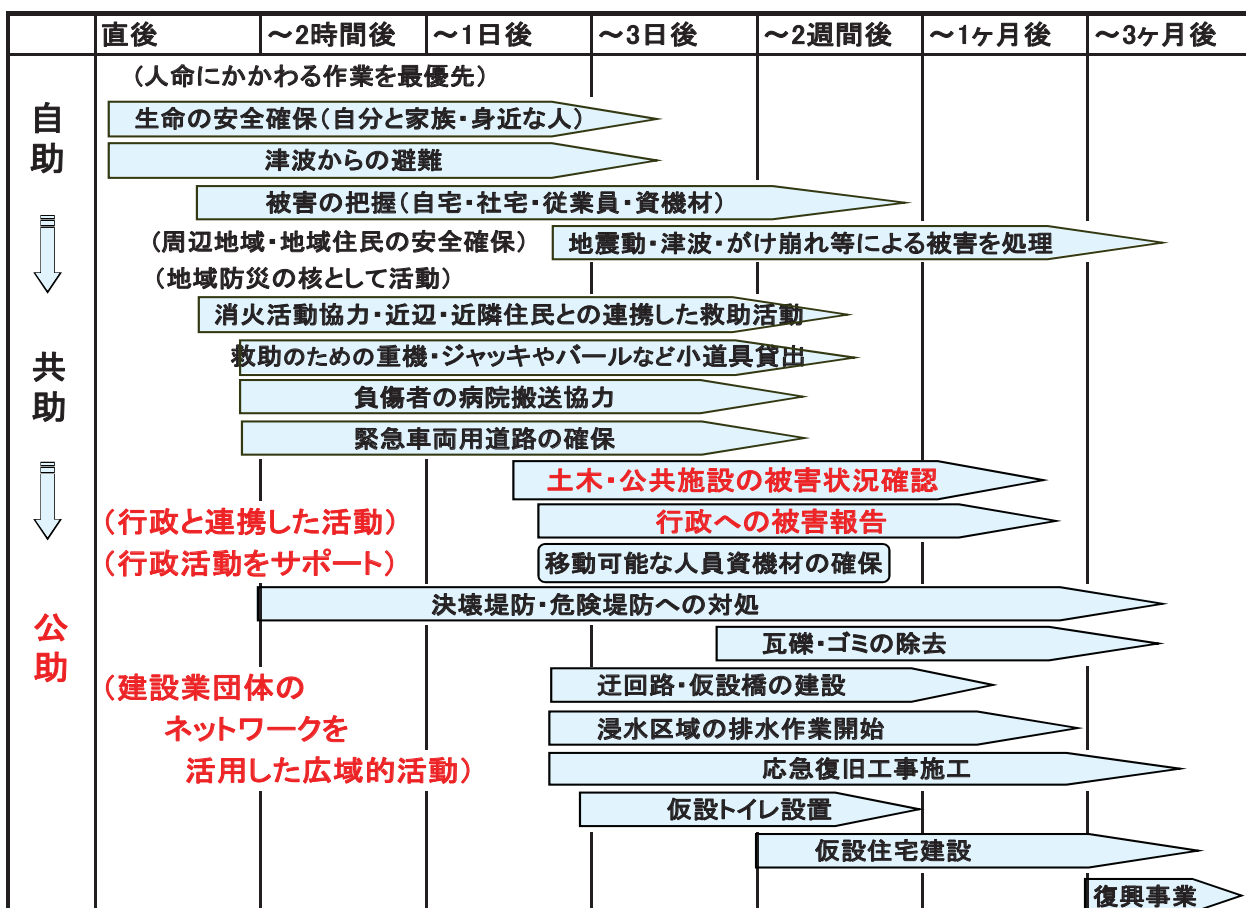 直後 ～2時間後 ～1日後 ～3日後 ～2週間後 ～1ヶ月後 ～3ヶ月後
(人命にかかわる作業を最優先)
自助
生命の安全確保(自分と家族・身近な人)
津波からの避難
被害の把握(自宅・社宅・従業員・資機材)
(周辺地域・地域住民の安全確保) 地震動・津波・がけ崩れ等による被害を処理
(地域防災の核として活動)
消火活動協力・近辺・近隣住民との連携した救助活動
共助
救助のための重機・ジャッキやバールなど小道具貸出
負傷者の病院搬送協力
緊急車両用道路の確保
土木・公共施設の被害状況確認
(行政と連携した活動) 行政への被害報告
(行政活動をサポート) 移動可能な人員資機材の確保
決壊堤防・危険堤防への対処
公助
瓦礫・ゴミの除去
(建設業団体の 迂回路・仮設橋の建設
ネットワークを 浸水区域の排水作業開始
活用した広域的活動) 応急復旧工事施工
仮設トイレ設置
仮設住宅建設
復興事業